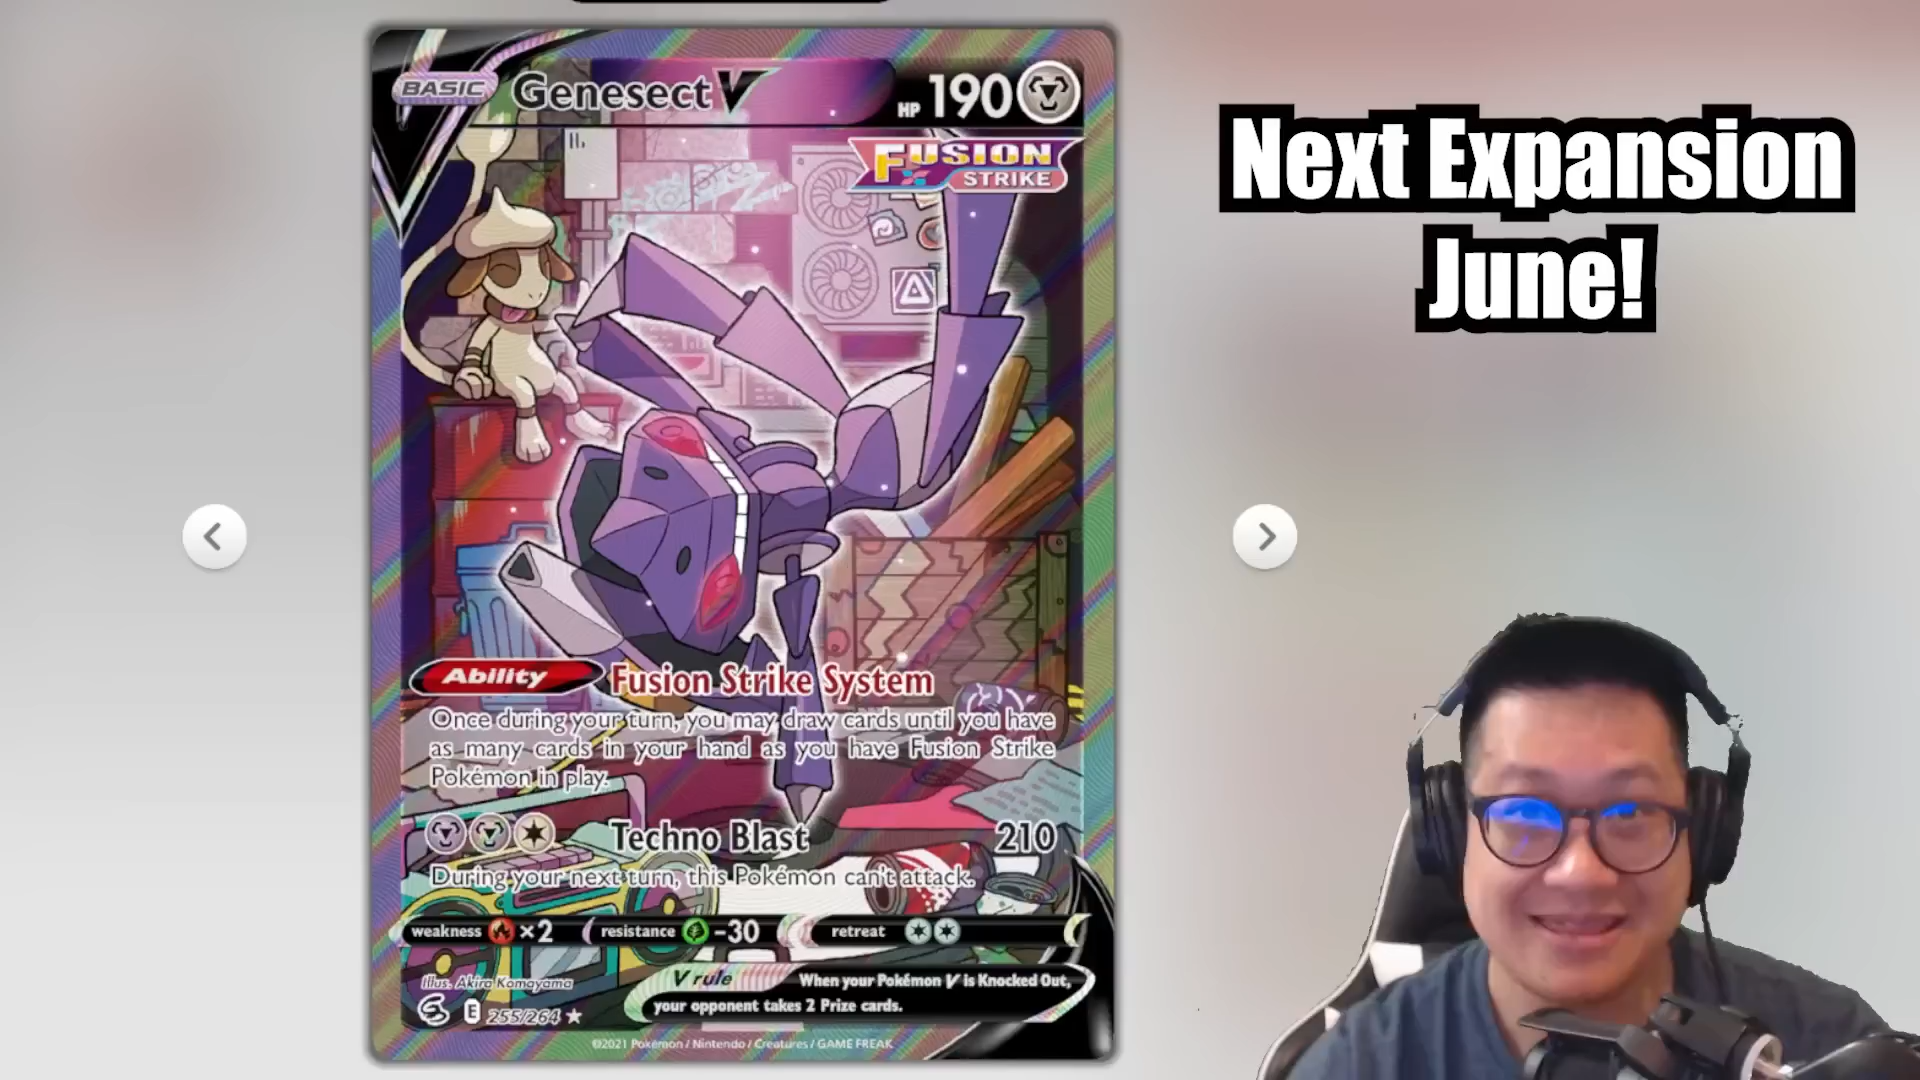 BASIC
Genesect V
HP 190
FUSION
STRIKE
Next Expansion
June!
Ability Fusion Strike System
Once during your turn, you may draw cards until you have
as many cards in your hand as you have Fusion Strike
Pokémon in play.
Techno Blast 210
During your next turn, this Pokémon can't attack.
weakness ×2 resistance -30 retreat
Illus. Akira Komayama
V rule When your Pokémon V is Knocked Out,
your opponent takes 2 Prize cards.
E 255/264 ★
©2021 Pokémon / Nintendo / Creatures / GAME FREAK